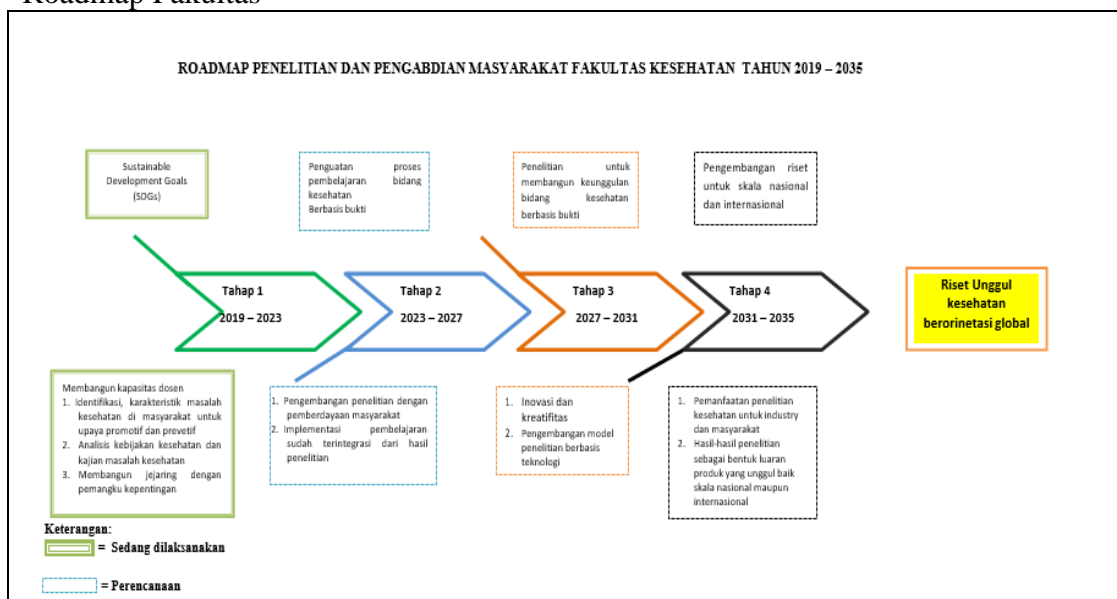 Roadmap Fakultas
ROADMAP PENELITIAN DAN PENGABDIAN MASYARAKAT FAKULTAS KESEHATAN TAHUN 2019 – 2035
Sustainable
Development Goals
(SDGs)
Penguatan proses
pembelajaran bidang
kesehatan
Berbasis bukti
Penelitian untuk
membangun keunggulan
bidang kesehatan
berbasis bukti
Pengembangan riset
untuk skala nasional
dan internasional
Tahap 1
2019 – 2023
Tahap 2
2023 – 2027
Tahap 3
2027 – 2031
Tahap 4
2031 – 2035
Riset Unggul
kesehatan
berorinetasi global
Membangun kapasitas dosen
1. Identifikasi, karakteristik masalah
kesehatan di masyarakat untuk
upaya promotif dan prevetif
2. Analisis kebijakan kesehatan dan
kajian masalah kesehatan
3. Membangun jejaring dengan
pemangku kepentingan
1. Pengembangan penelitian dengan
pemberdayaan masyarakat
2. Implementasi pembelajaran
sudah terintegrasi dari hasil
penelitian
1. Inovasi dan
kreatifitas
2. Pengembangan model
penelitian berbasis
teknologi
1. Pemanfaatan penelitian
kesehatan untuk industry
dan masyarakat
2. Hasil-hasil penelitian
sebagai bentuk luaran
produk yang unggul baik
skala nasional maupun
internasional
Keterangan:
= Sedang dilaksanakan
= Perencanaan